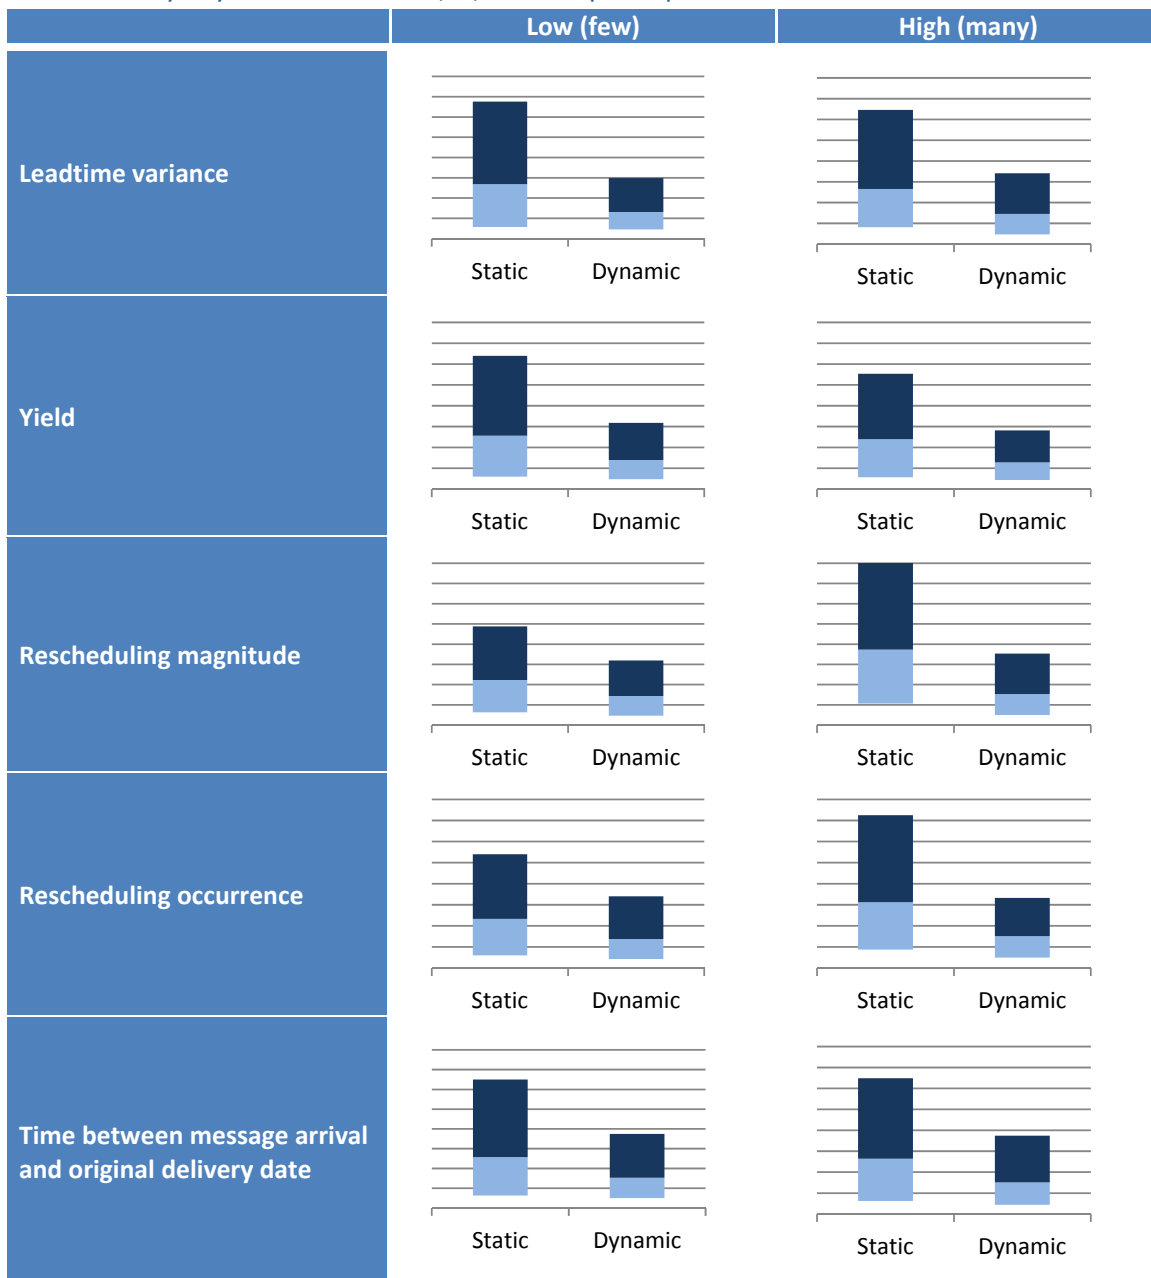 Low (few)
High (many)
Leadtime variance
Static
Dynamic
Static
Dynamic
Yield
Static
Dynamic
Static
Dynamic
Rescheduling magnitude
Static
Dynamic
Static
Dynamic
Rescheduling occurrence
Static
Dynamic
Static
Dynamic
Time between message arrival
and original delivery date
Static
Dynamic
Static
Dynamic